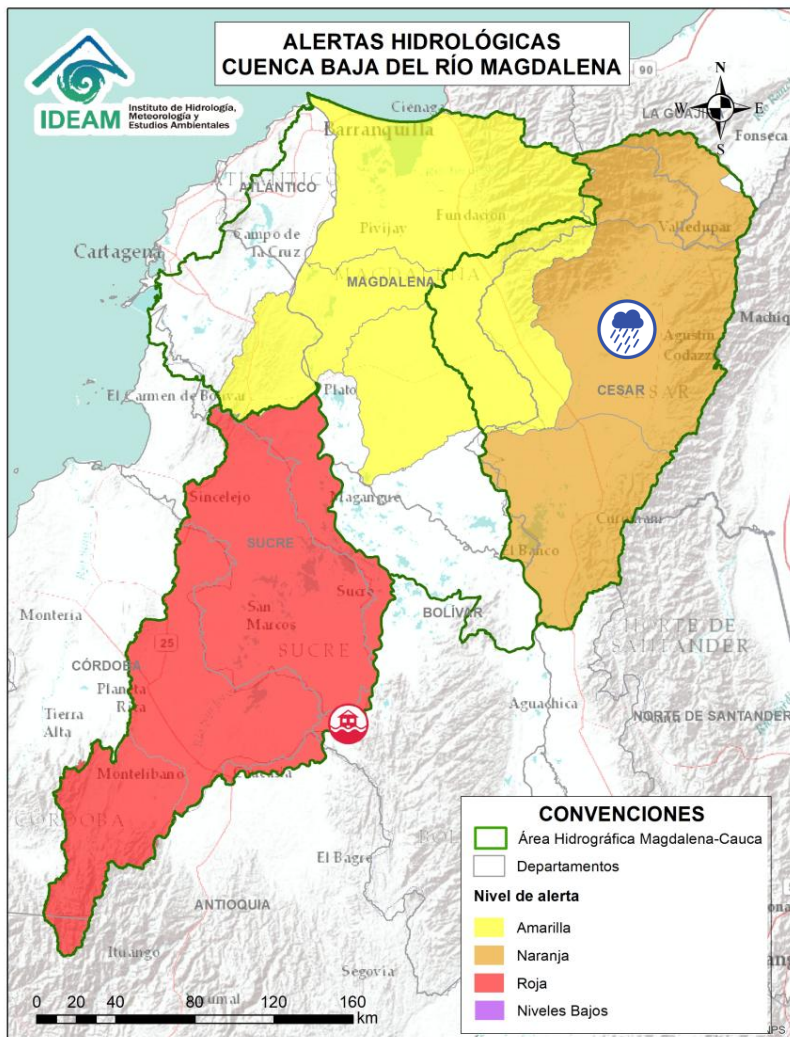 ALERTAS HIDROLÓGICAS
CUENCA BAJA DEL RÍO MAGDALENA
IDEAM
Instituto de Hidrología,
Meteorología y
Estudios Ambientales
N
W
E
S
90
Ciénaga
LA GUAJIRA
Fonseca
Barranquilla
ATLÁNTICO
Pivijay
Fundación
Valledupar
Campo de
La Cruz
Cartagena
MAGDALENA
Machiq
Agustín
Codazzi
CESAR
CESAR
El Carmen de Bolívar
Plato
Sincelejo
Magangué
Curumaní
SUCRE
El Banco
Sucre
San
Marcos
BOLÍVAR
Montería
SUCRE
NORTE DE
SANTANDER
25
CÓRDOBA
Planeta
Rica
Tierra
Alta
Aguachica
NORTE DE SANTANDER
Montelíbano
Caucasia
CÓRDOBA
El Bagre
ANTIOQUIA
Ituango
Segovia
CONVENCIONES
Área Hidrográfica Magdalena-Cauca
Departamentos
Nivel de alerta
Amarilla
Naranja
Roja
Niveles Bajos
0 20 40 80 120 160
km